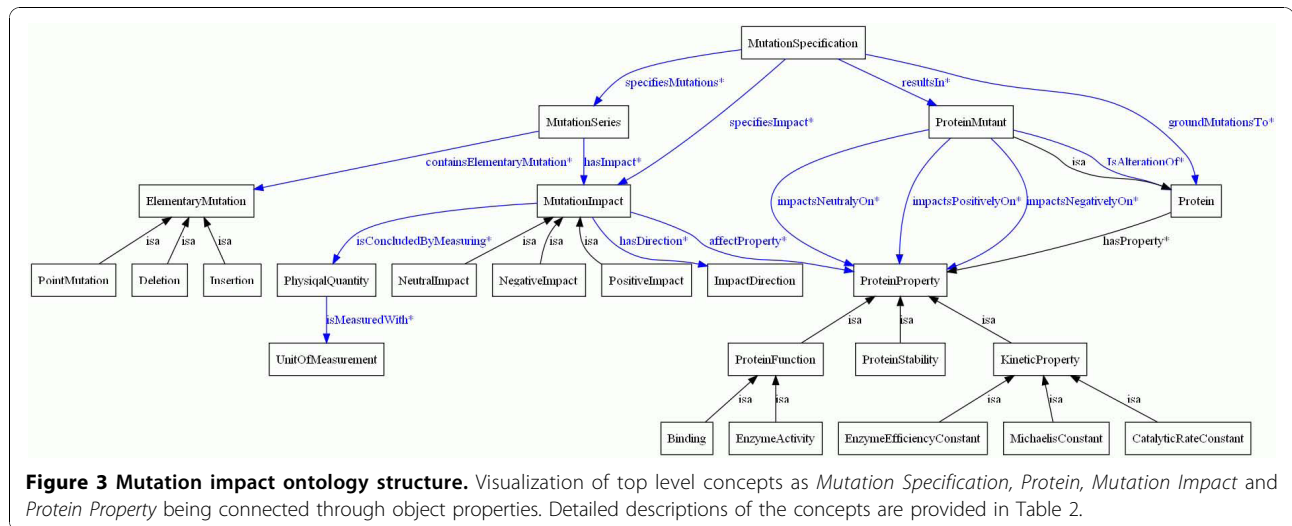 MutationSpecification
specifiesMutations*
resultsIn*
MutationSeries
specifiesImpact*
ProteinMutant
groundMutationsTo*
containsElementaryMutation*
hasImpact*
isa
IsAlterationOf*
ElementaryMutation
MutationImpact
impactsNeutralyOn*
impactsPositivelyOn*
impactsNegativelyOn*
Protein
isa
isa
isa
isConcludedByMeasuring*
isa
isa
isa
hasDirection*
affectProperty*
hasProperty*
PointMutation
Deletion
Insertion
PhysiqalQuantity
NeutralImpact
NegativeImpact
PositiveImpact
ImpactDirection
ProteinProperty
isMeasuredWith*
isa
isa
isa
UnitOfMeasurement
ProteinFunction
ProteinStability
KineticProperty
isa
isa
isa
isa
isa
Binding
EnzymeActivity
EnzymeEfficiencyConstant
MichaelisConstant
CatalyticRateConstant
Figure 3 Mutation impact ontology structure. Visualization of top level concepts as Mutation Specification, Protein, Mutation Impact and
Protein Property being connected through object properties. Detailed descriptions of the concepts are provided in Table 2.